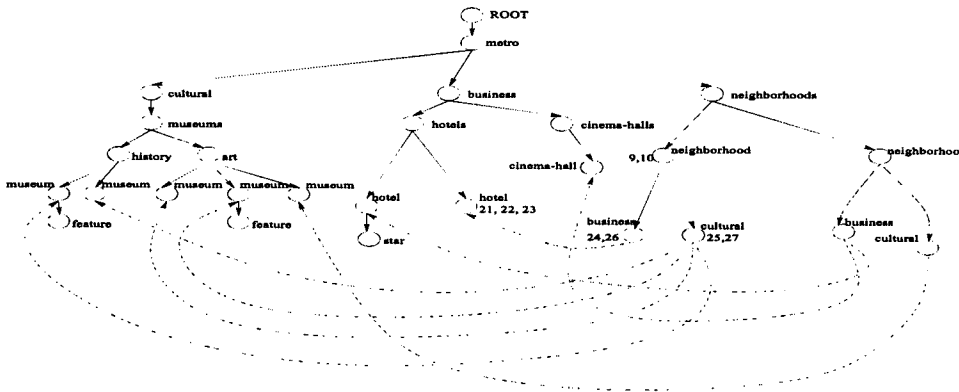 ROOT
metro
cultural
business
neighborhoods
museums
hotels
cinema-halls
history
art
cinema-hall
9,10
neighborhood
neighborhoo
museum
museum
museum
museum
museum
hotel
hotel
21, 22, 23
feature
feature
star
business
24,26
cultural
25,27
business
cultural